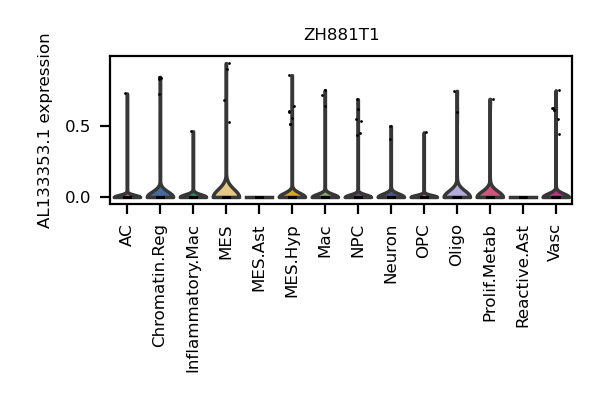 ZH881T1
AL133353.1 expression
0.5
0.0
AC
Chromatin.Reg
Inflammatory.Mac
MES
MES.Ast
MES.Hyp
Mac
NPC
Neuron
OPC
Oligo
Prolif.Metab
Reactive.Ast
Vasc